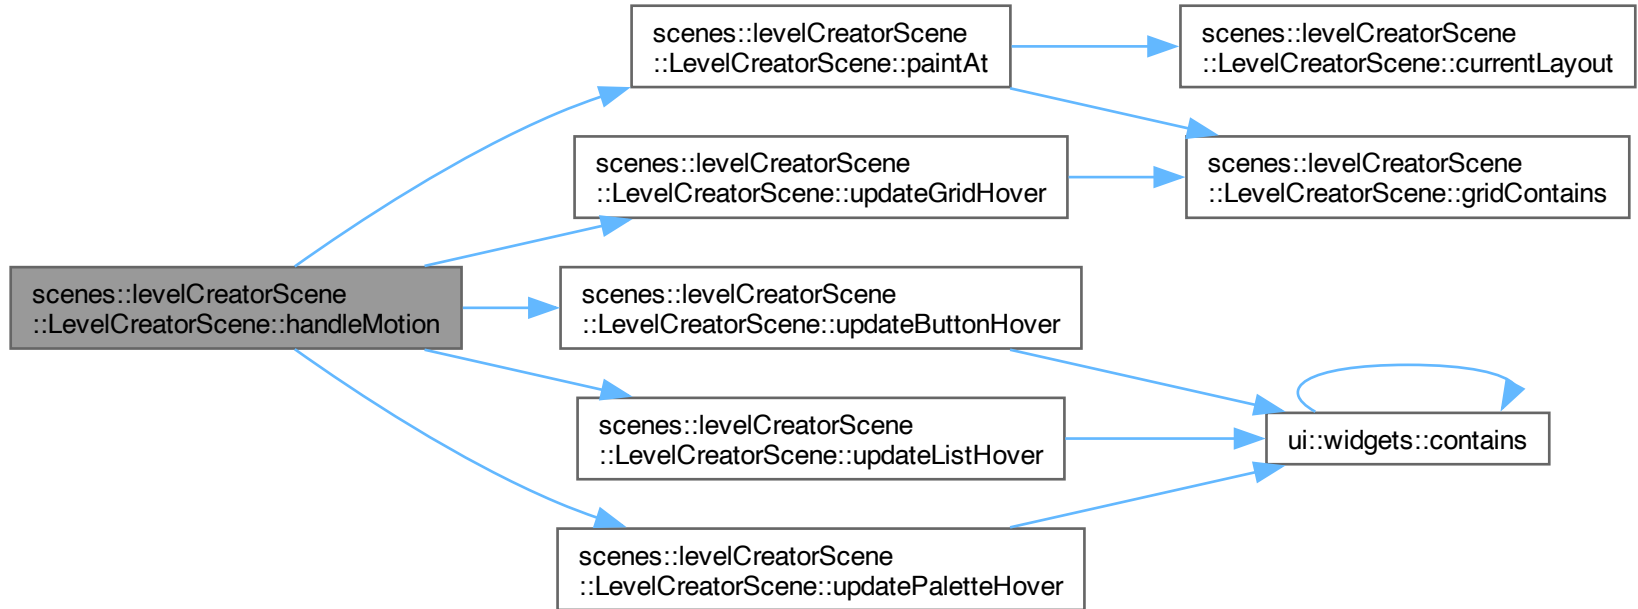 scenes::levelCreatorScene
::LevelCreatorScene::paintAt
scenes::levelCreatorScene
::LevelCreatorScene::currentLayout
scenes::levelCreatorScene
::LevelCreatorScene::updateGridHover
scenes::levelCreatorScene
::LevelCreatorScene::gridContains
scenes::levelCreatorScene
::LevelCreatorScene::handleMotion
scenes::levelCreatorScene
::LevelCreatorScene::updateButtonHover
scenes::levelCreatorScene
::LevelCreatorScene::updateListHover
ui::widgets::contains
scenes::levelCreatorScene
::LevelCreatorScene::updatePaletteHover